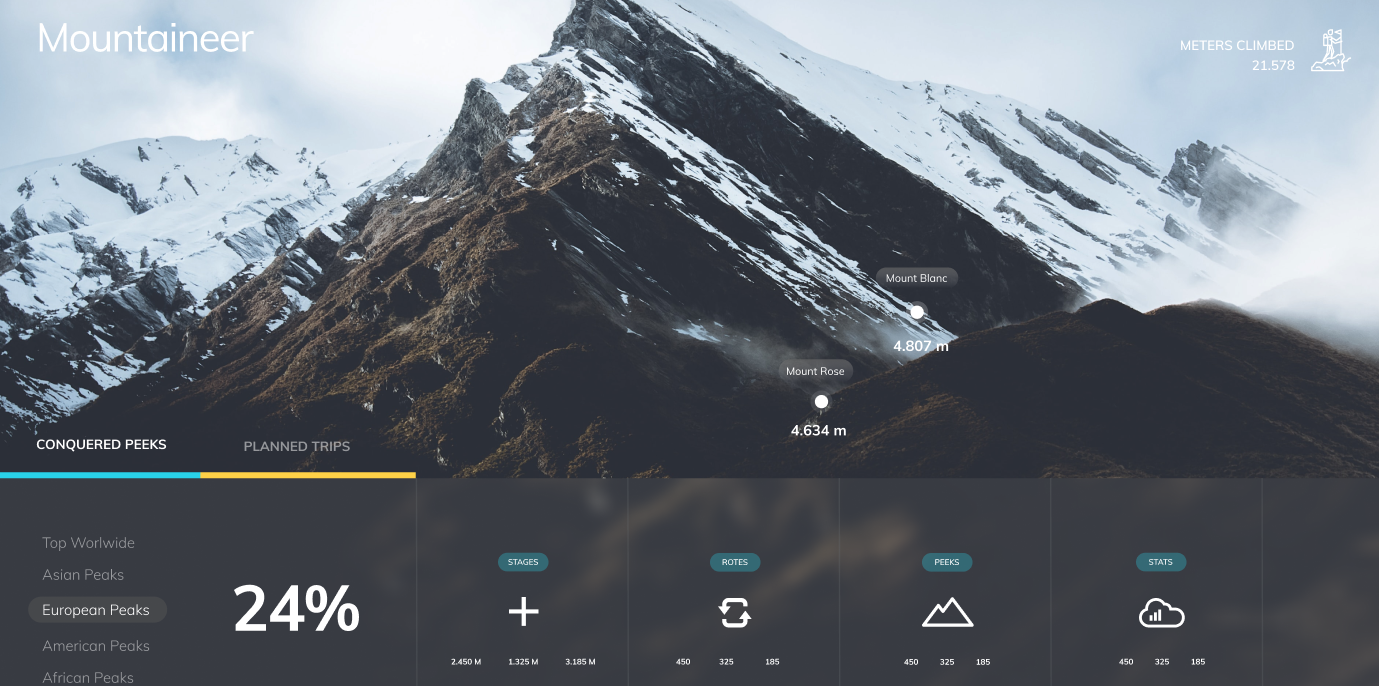 Mountaineer
METERS CLIMBED
21.578
Mount Blanc
4.807 m
Mount Rose
4.634 m
CONQUERED PEEKS
PLANNED TRIPS
Top Worlwide
Asian Peaks
European Peaks
American Peaks
African Peaks
24%
STAGES
2.450 M 1.325 M 3.185 M
ROTES
450 325 185
PEEKS
450 325 185
STATS
450 325 185